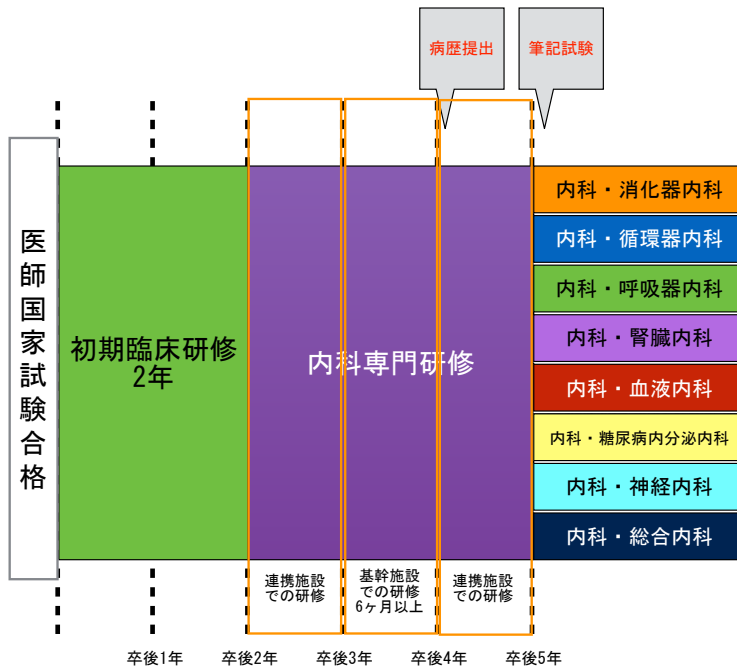 病歴提出
筆記試験
医師国家試験合格
初期臨床研修
2年
内科専門研修
内科・消化器内科
内科・循環器内科
内科・呼吸器内科
内科・腎臓内科
内科・血液内科
内科・糖尿病内分泌内科
内科・神経内科
内科・総合内科
連携施設
での研修
基幹施設
での研修
6ヶ月以上
連携施設
での研修
卒後1年
卒後2年
卒後3年
卒後4年
卒後5年